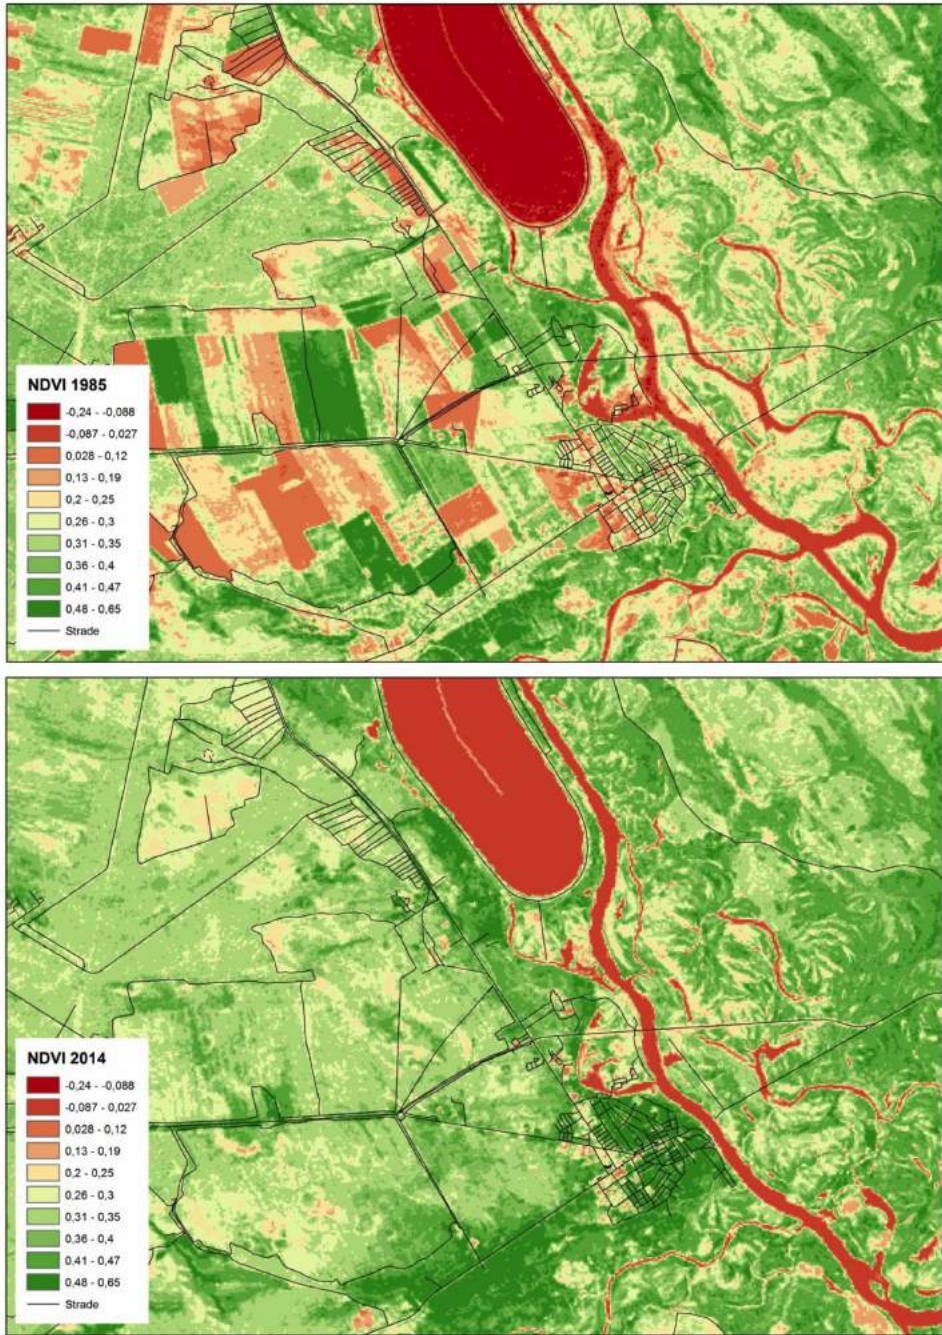 NDVI 1985
-0,24 - -0,088
-0,087 - 0,027
0,028 - 0,12
0,13 - 0,19
0,2 - 0,25
0,26 - 0,3
0,31 - 0,35
0,36 - 0,4
0,41 - 0,47
0,48 - 0,65
Strade
NDVI 2014
-0,24 - -0,088
-0,087 - 0,027
0,028 - 0,12
0,13 - 0,19
0,2 - 0,25
0,26 - 0,3
0,31 - 0,35
0,36 - 0,4
0,41 - 0,47
0,48 - 0,65
Strade